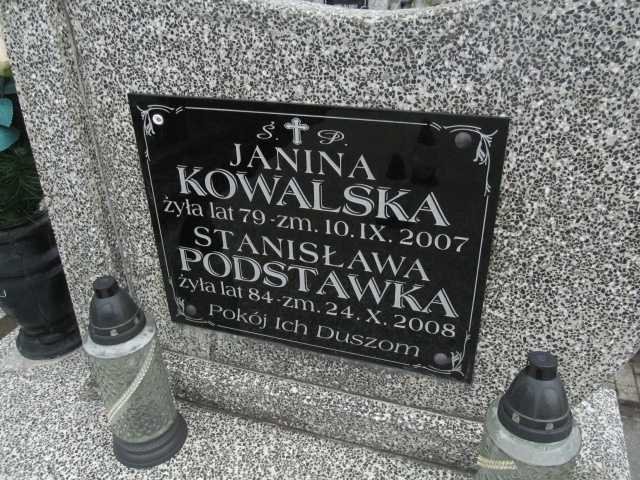 Ś. P.
JANINA
KOWALSKA
żyła lat 79 - zm. 10. IX. 2007
STANISŁAWA
PODSTAWKA
żyła lat 84 - zm. 24. X. 2008
Pokój Ich Duszom